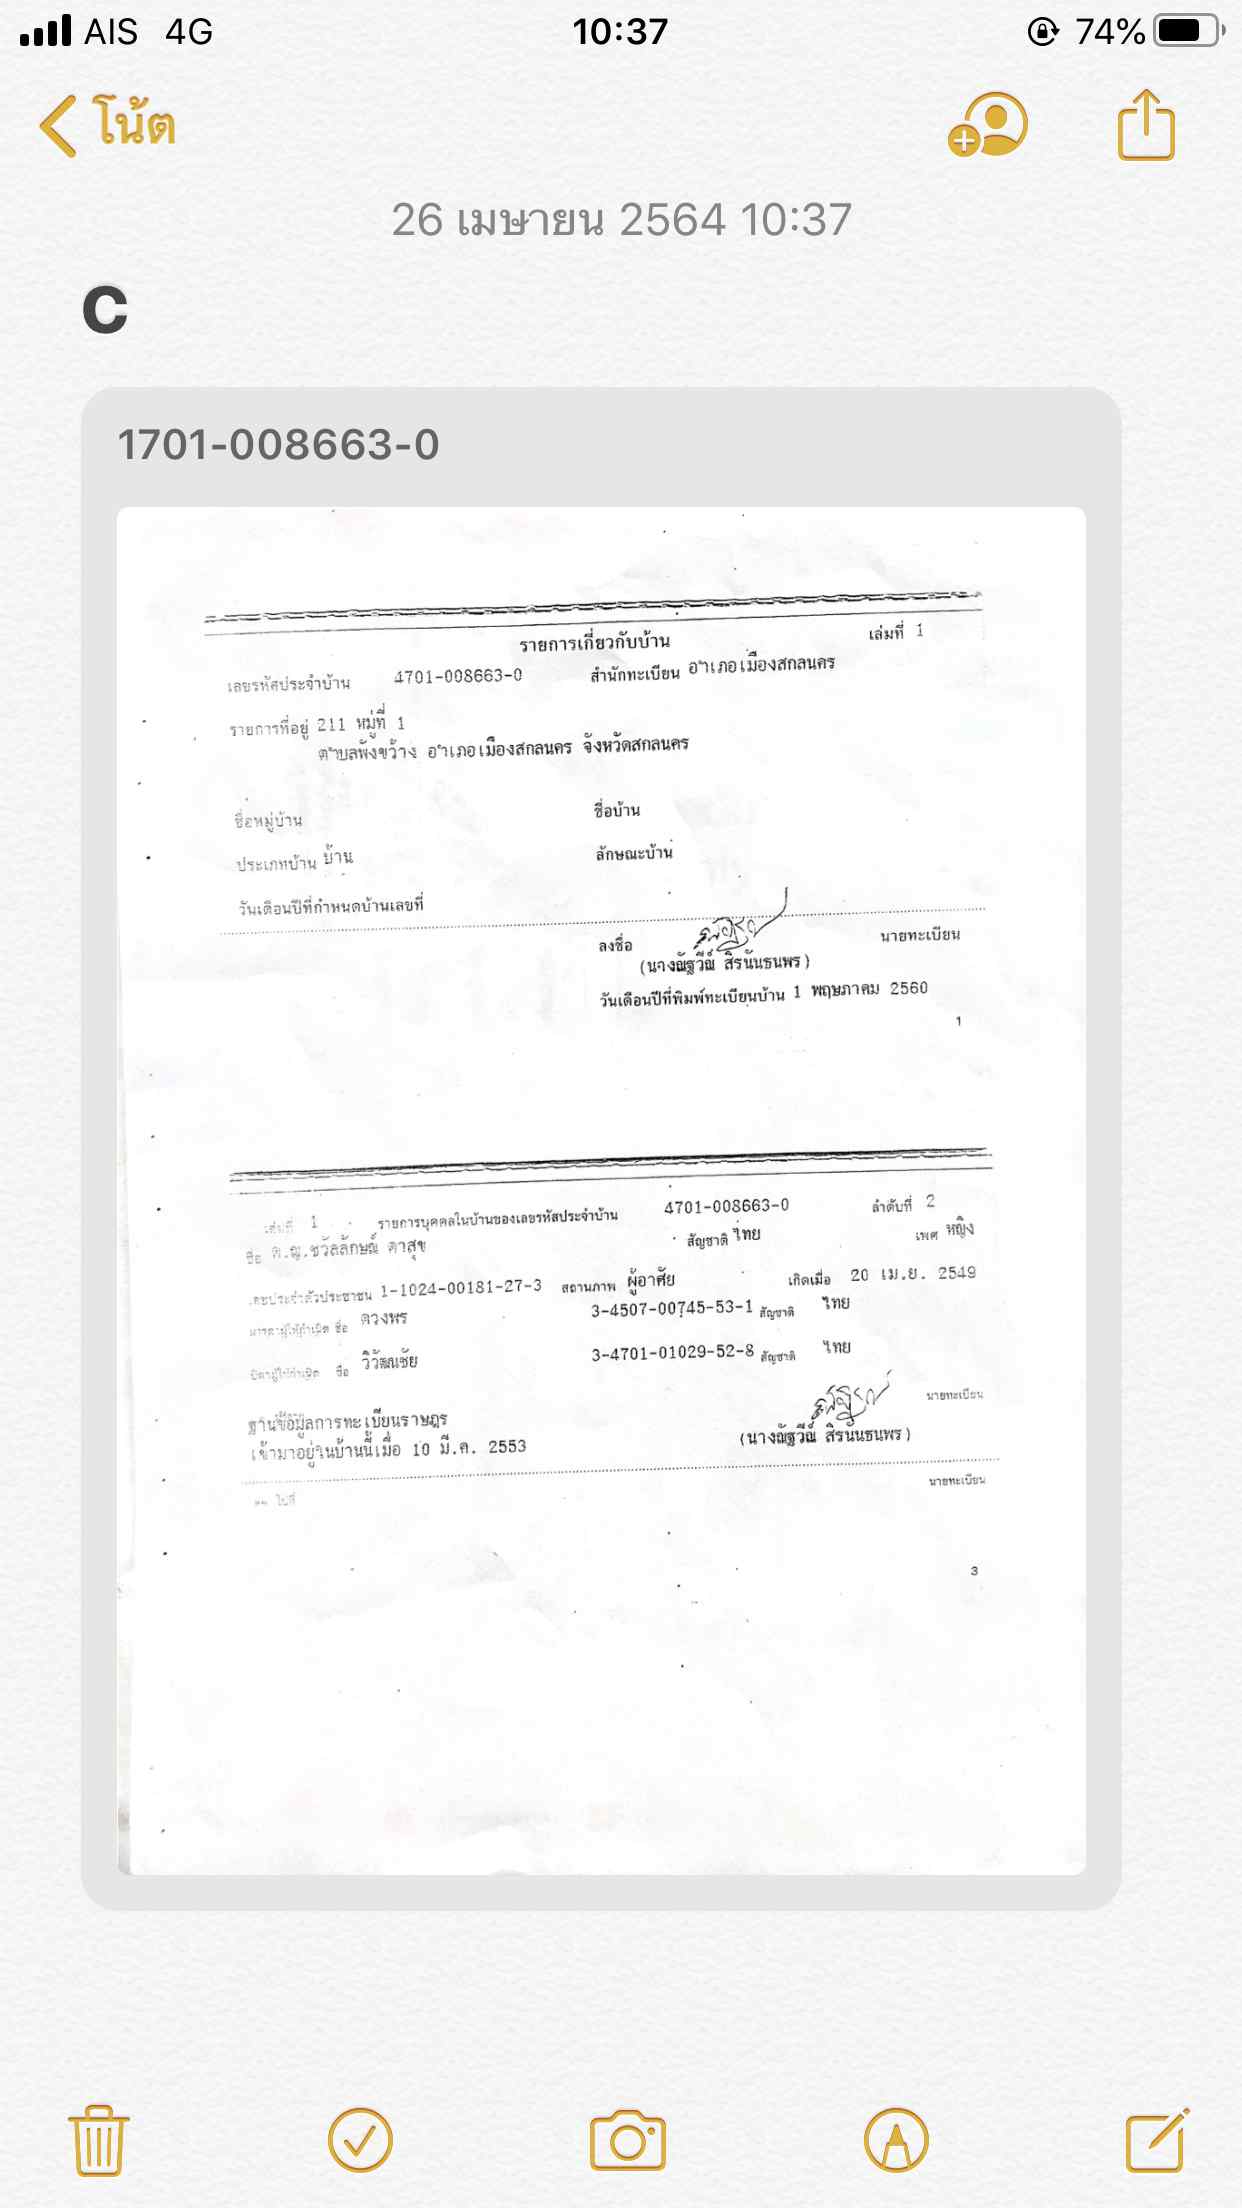 AIS 4G 10:37 74%
โน้ต
26 เมษายน 2564 10:37
C
1701-008663-0
รายการเกี่ยวกับบ้าน เล่มที่ 1
เลขรหัสประจำบ้าน 4701-008663-0 สำนักทะเบียน อำเภอเมืองสกลนคร
รายการที่อยู่ 211 หมู่ที่ 1
ตำบลพังขว้าง อำเภอเมืองสกลนคร จังหวัดสกลนคร
ชื่อหมู่บ้าน ชื่อบ้าน
ประเภทบ้าน บ้าน ลักษณะบ้าน
วันเดือนปีที่กำหนดบ้านเลขที่
ลงชื่อ นายทะเบียน
(นางณัฐวีณ์ สิรนันธนพร)
วันเดือนปีที่พิมพ์ทะเบียนบ้าน 1 พฤษภาคม 2560
1
เล่มที่ 1 รายการบุคคลในบ้านของเลขรหัสประจำบ้าน 4701-008663-0 ลำดับที่ 2
ชื่อ ด.ญ.ชวัลลักษณ์ ดาสุข สัญชาติ ไทย เพศ หญิง
เลขประจำตัวประชาชน 1-1024-00181-27-3 สถานภาพ ผู้อาศัย เกิดเมื่อ 20 เม.ย. 2549
มารดาผู้ให้กำเนิด ชื่อ ดวงพร 3-4507-00745-53-1 สัญชาติ ไทย
บิดาผู้ให้กำเนิด ชื่อ วิวัฒนชัย 3-4701-01029-52-8 สัญชาติ ไทย
นายทะเบียน
ฐานข้อมูลการทะเบียนราษฎร
(นางณัฐวีณ์ สิรนันธนพร)
เข้ามาอยู่ในบ้านนี้เมื่อ 10 มี.ค. 2553
ไปที่ นายทะเบียน
3